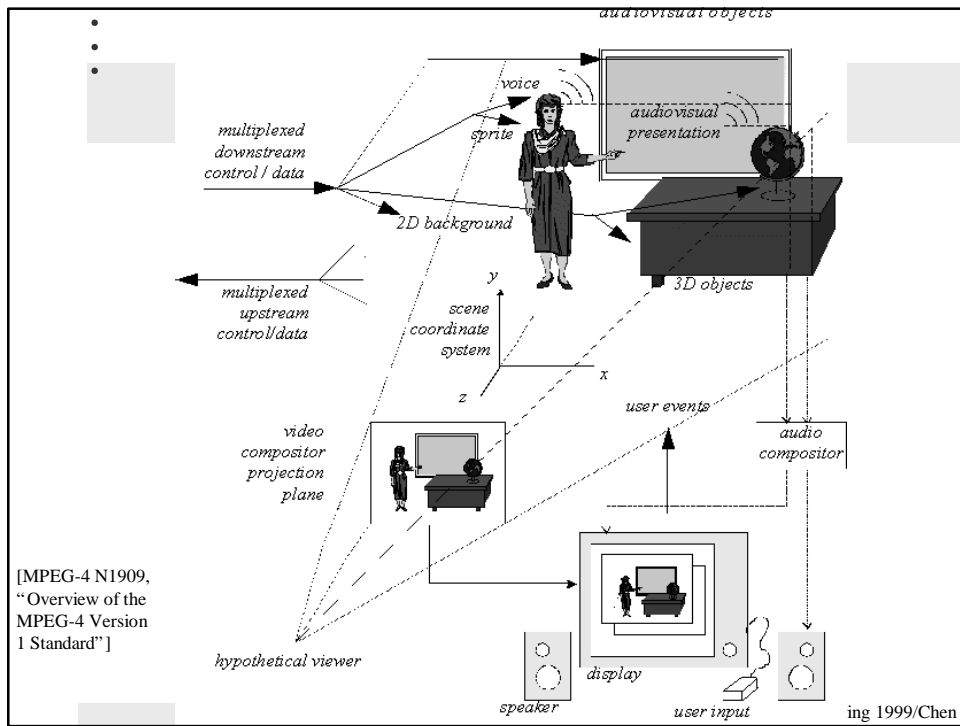 audiovisual objects
voice
sprite
audiovisual
presentation
multiplexed
downstream
control / data
2D background
3D objects
multiplexed
upstream
control/data
y
scene
coordinate
system
x
z
user events
video
compositor
projection
plane
audio
compositor
[MPEG-4 N1909,
“Overview of the
MPEG-4 Version
1 Standard”]
hypothetical viewer
display
speaker
user input
ing 1999/Chen